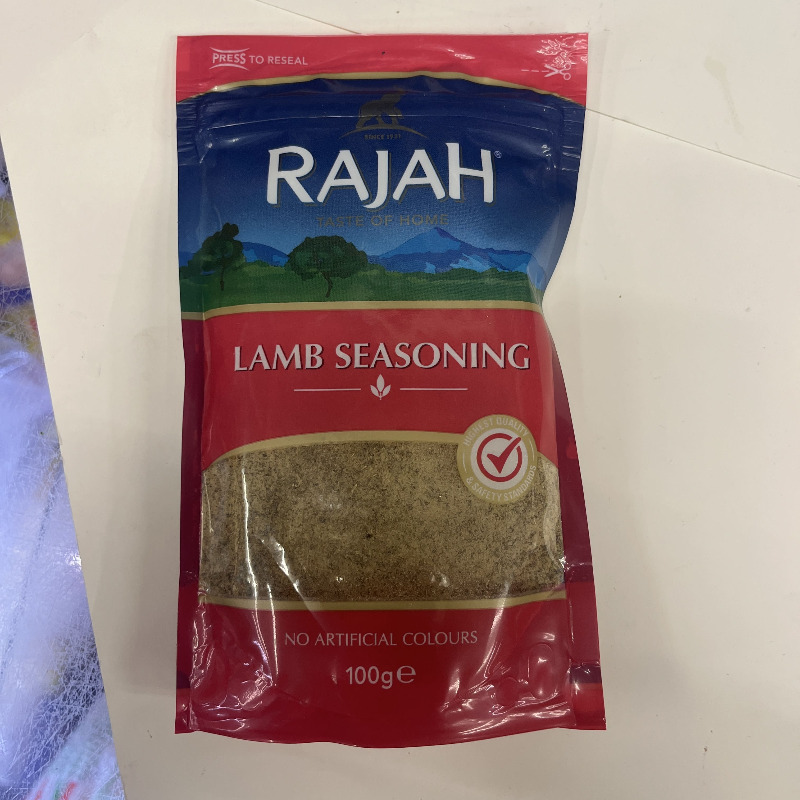 PRESS TO RESEAL
SINCE 1931
RAJAH®
TASTE OF HOME
LAMB SEASONING
HIGHEST QUALITY
& SAFETY STANDARDS
NO ARTIFICIAL COLOURS
100g℮